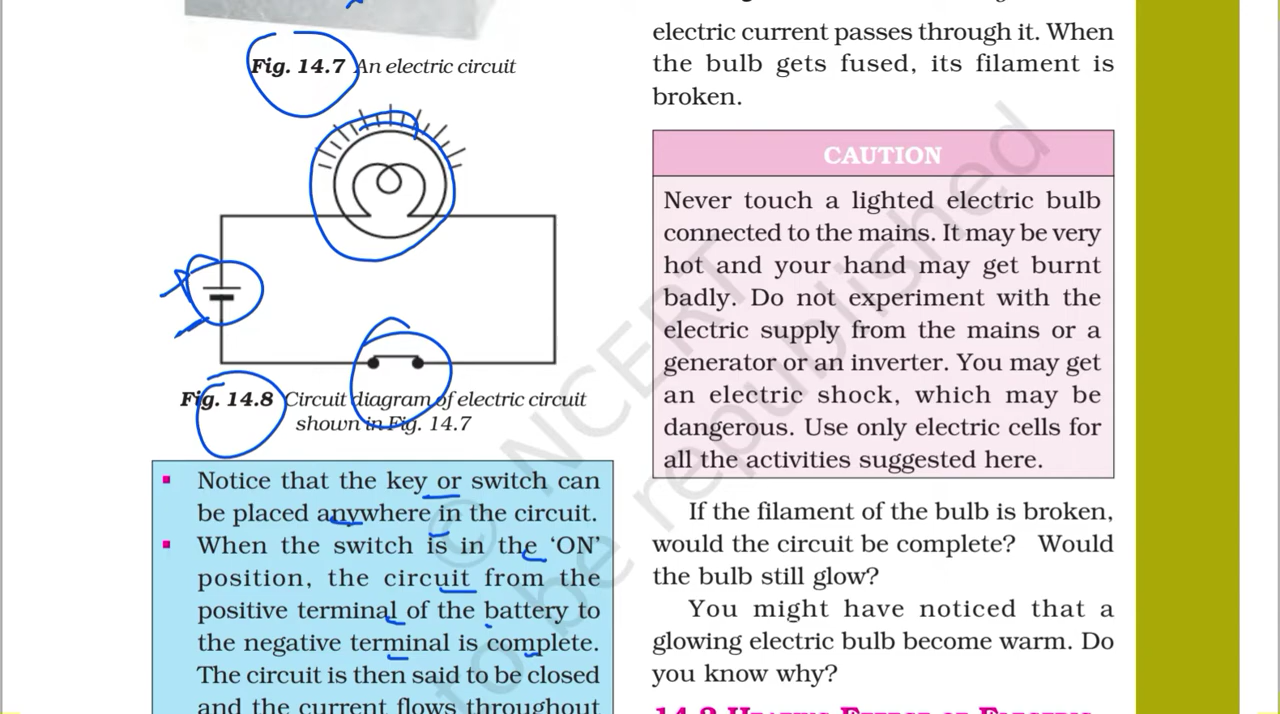 electric current passes through it. When
the bulb gets fused, its filament is
broken.
Fig. 14.7 An electric circuit
Fig. 14.8 Circuit diagram of electric circuit
shown in Fig. 14.7
▪ Notice that the key or switch can
be placed anywhere in the circuit.
▪ When the switch is in the ‘ON’
position, the circuit from the
positive terminal of the battery to
the negative terminal is complete.
The circuit is then said to be closed
and the current flows throughout
CAUTION
Never touch a lighted electric bulb
connected to the mains. It may be very
hot and your hand may get burnt
badly. Do not experiment with the
electric supply from the mains or a
generator or an inverter. You may get
an electric shock, which may be
dangerous. Use only electric cells for
all the activities suggested here.
If the filament of the bulb is broken,
would the circuit be complete? Would
the bulb still glow?
You might have noticed that a
glowing electric bulb become warm. Do
you know why?
© NCERT
to be republished